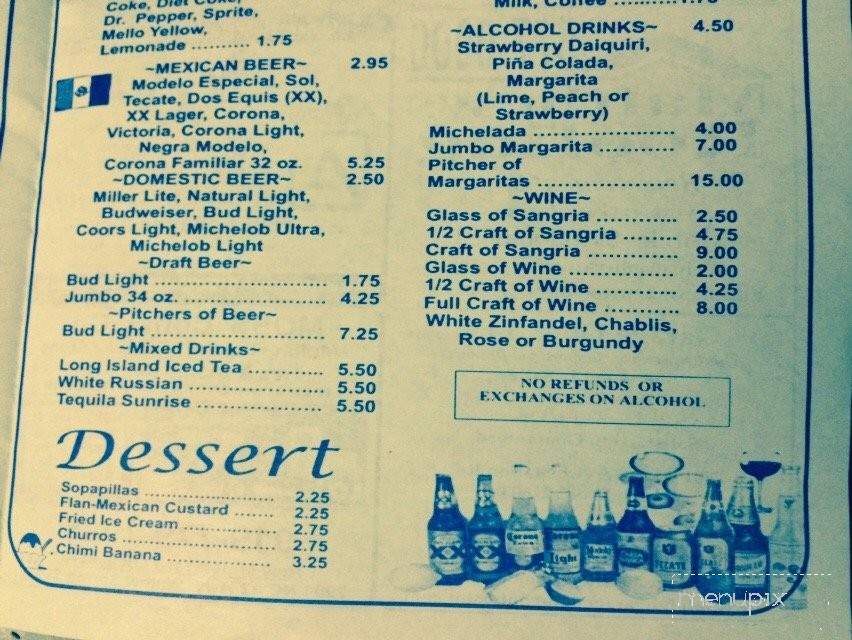 Coke, Diet Coke,
Dr. Pepper, Sprite,
Mello Yellow,
Lemonade .......... 1.75
~MEXICAN BEER~ 2.95
Modelo Especial, Sol,
Tecate, Dos Equis (XX),
XX Lager, Corona,
Victoria, Corona Light,
Negra Modelo,
Corona Familiar 32 oz. 5.25
~DOMESTIC BEER~ 2.50
Miller Lite, Natural Light,
Budweiser, Bud Light,
Coors Light, Michelob Ultra,
Michelob Light
~Draft Beer~
Bud Light ............................ 1.75
Jumbo 34 oz. ....................... 4.25
~Pitchers of Beer~
Bud Light ............................ 7.25
~Mixed Drinks~
Long Island Iced Tea ............ 5.50
White Russian ..................... 5.50
Tequila Sunrise ................... 5.50
Dessert
Sopapillas ....................... 2.25
Flan-Mexican Custard ....... 2.25
Fried Ice Cream ................ 2.75
Churros ........................... 2.75
Chimi Banana .................. 3.25
Milk, Coffee ........1.75
~ALCOHOL DRINKS~ 4.50
Strawberry Daiquiri,
Piña Colada,
Margarita
(Lime, Peach or
Strawberry)
Michelada ..................... 4.00
Jumbo Margarita ........... 7.00
Pitcher of
Margaritas .................... 15.00
~WINE~
Glass of Sangria ............ 2.50
1/2 Craft of Sangria ........ 4.75
Craft of Sangria ............. 9.00
Glass of Wine ................ 2.00
1/2 Craft of Wine ............ 4.25
Full Craft of Wine ........... 8.00
White Zinfandel, Chablis,
Rose or Burgundy
NO REFUNDS OR
EXCHANGES ON ALCOHOL
XX
XX
Corona
Light
TECATE
menupix